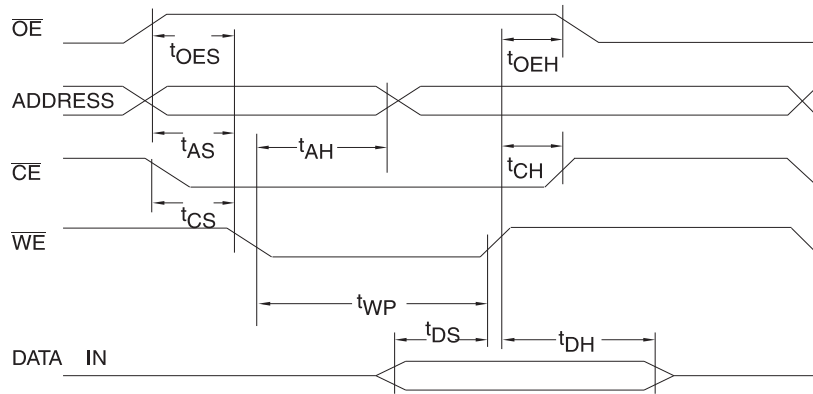 OE
tOES
tOEH
ADDRESS
tAS
tAH
CE
tCH
tCS
WE
tWP
tDS
tDH
DATA IN